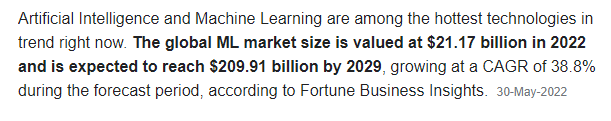 Artificial Intelligence and Machine Learning are among the hottest technologies in
trend right now. The global ML market size is valued at $21.17 billion in 2022
and is expected to reach $209.91 billion by 2029, growing at a CAGR of 38.8%
during the forecast period, according to Fortune Business Insights. 30-May-2022